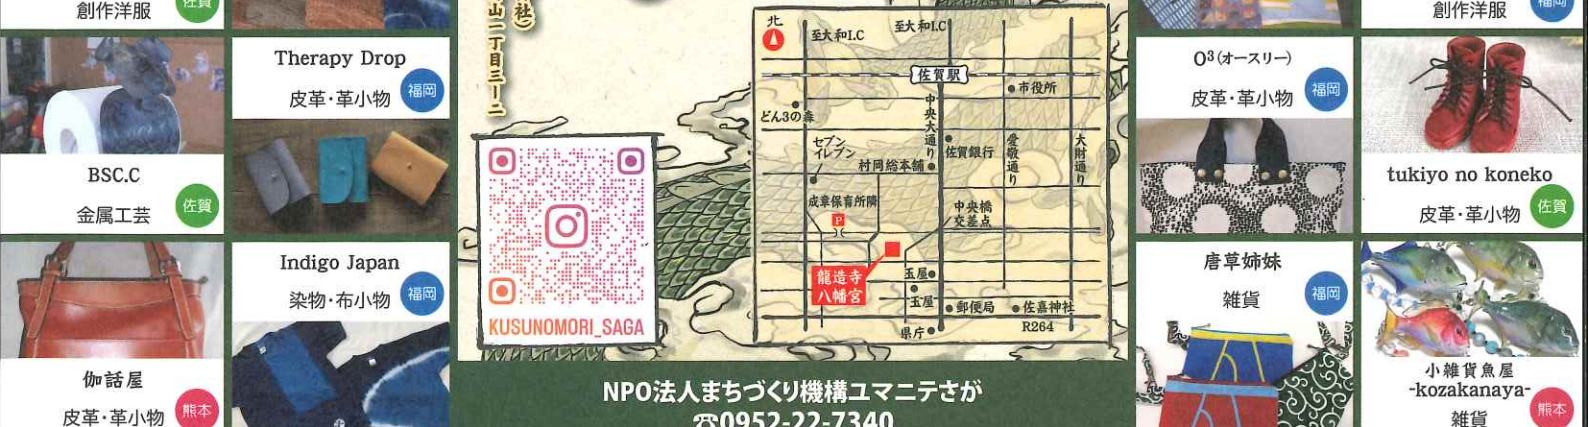 創作洋服
佐賀
BSC.C
金属工芸
佐賀
伽話屋
皮革・革小物
熊本
Therapy Drop
皮革・革小物
福岡
Indigo Japan
染物・布小物
福岡
社)
山二丁目三ー二
KUSUNOMORI_SAGA
北
至大和I.C
至大和I.C
佐賀駅
市役所
どん3の森
中央大通り
セブン
イレブン
村岡総本舗
佐賀銀行
愛敬通り
大財通り
成章保育所隣
P
中央橋
交差点
龍造寺
八幡宮
玉屋
玉屋
郵便局
佐嘉神社
県庁
R264
NPO法人まちづくり機構ユマニテさが
☎0952-22-7340
O³(オースリー)
皮革・革小物
福岡
唐草姉妹
雑貨
福岡
創作洋服
福岡
tukiyo no koneko
皮革・革小物
佐賀
小雑貨魚屋
-kozakanaya-
雑貨
熊本